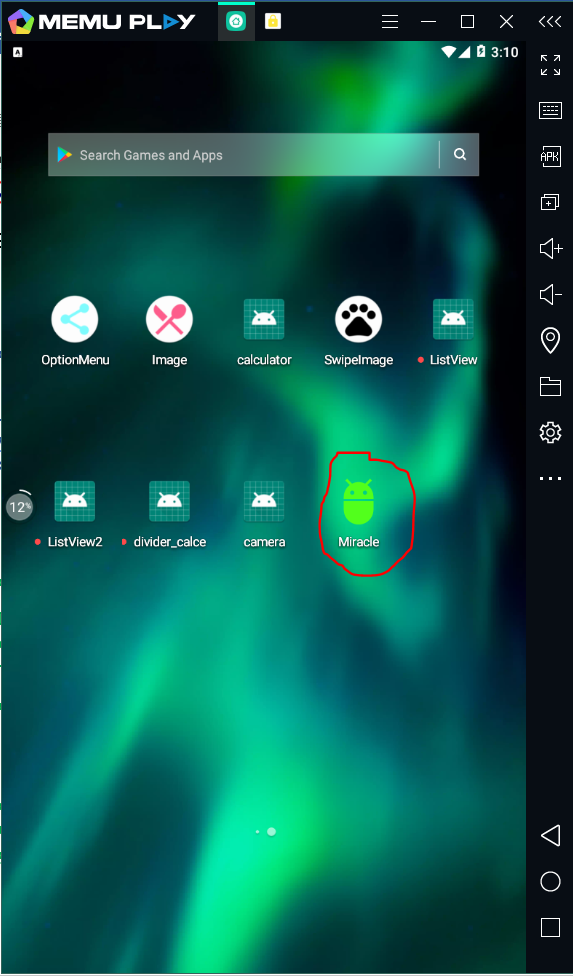 MEMU PLAY
A
3:10
Search Games and Apps
APK
OptionMenu
Image
calculator
SwipeImage
ListView
12%
ListView2
divider_calce
camera
Miracle